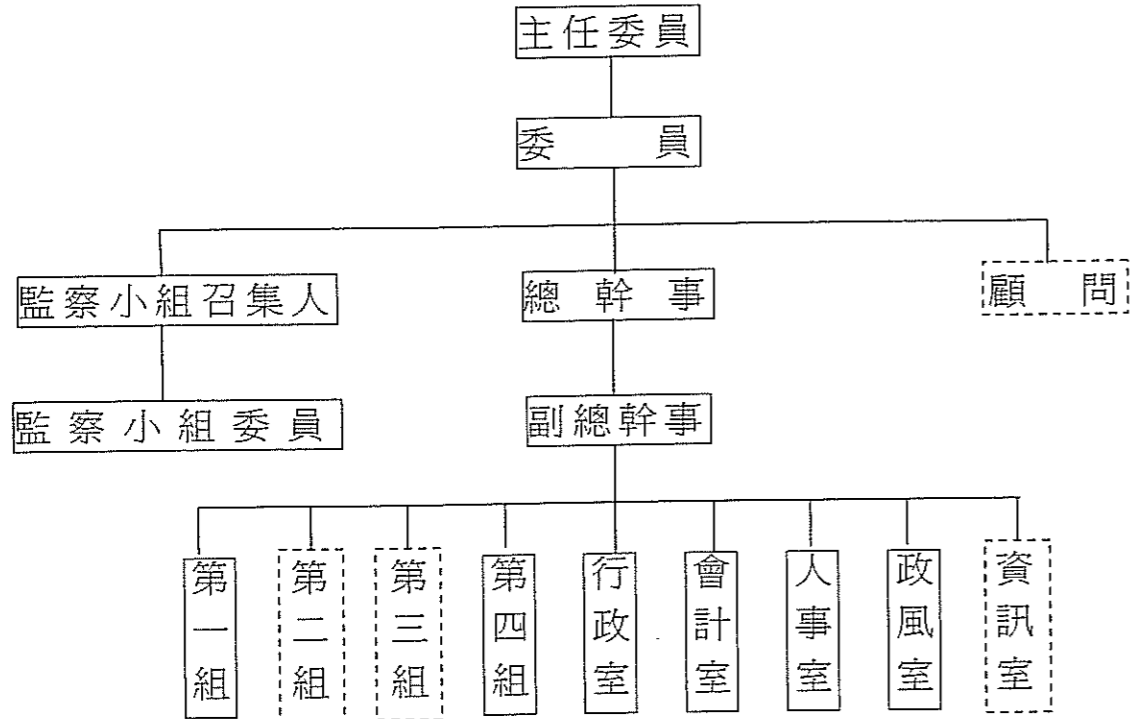 主任委員
委員
監察小組召集人
總幹事
顧問
監察小組委員
副總幹事
第一組
第二組
第三組
第四組
行政室
會計室
人事室
政風室
資訊室